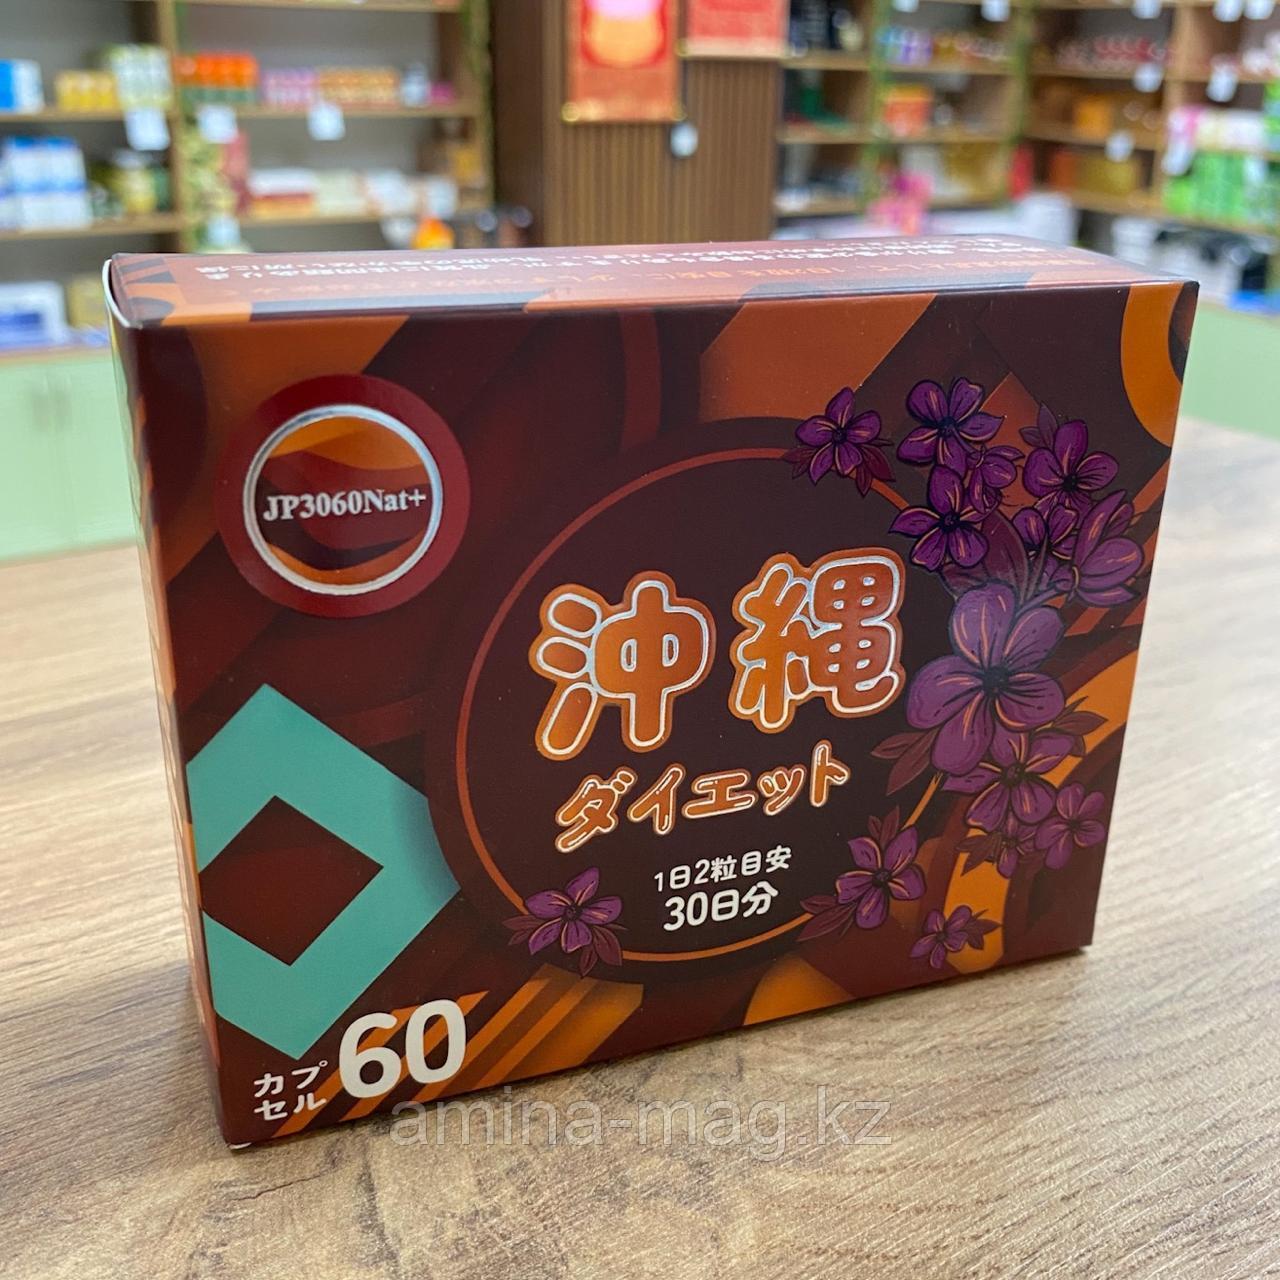 JP3060Nat+
沖縄
ダイエット
1日2粒目安
30日分
カプ
セル
60
amina-mag.kz